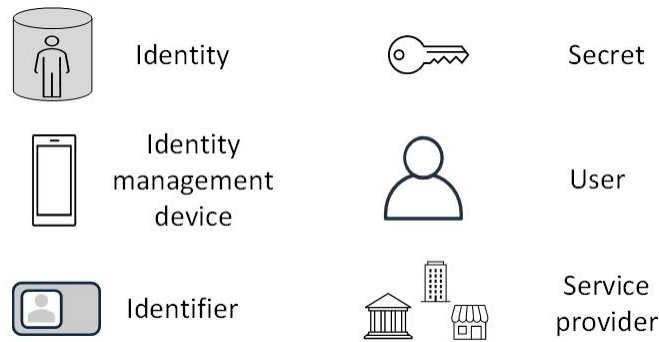 Identity
Secret
Identity
management
device
User
Identifier
Service
provider